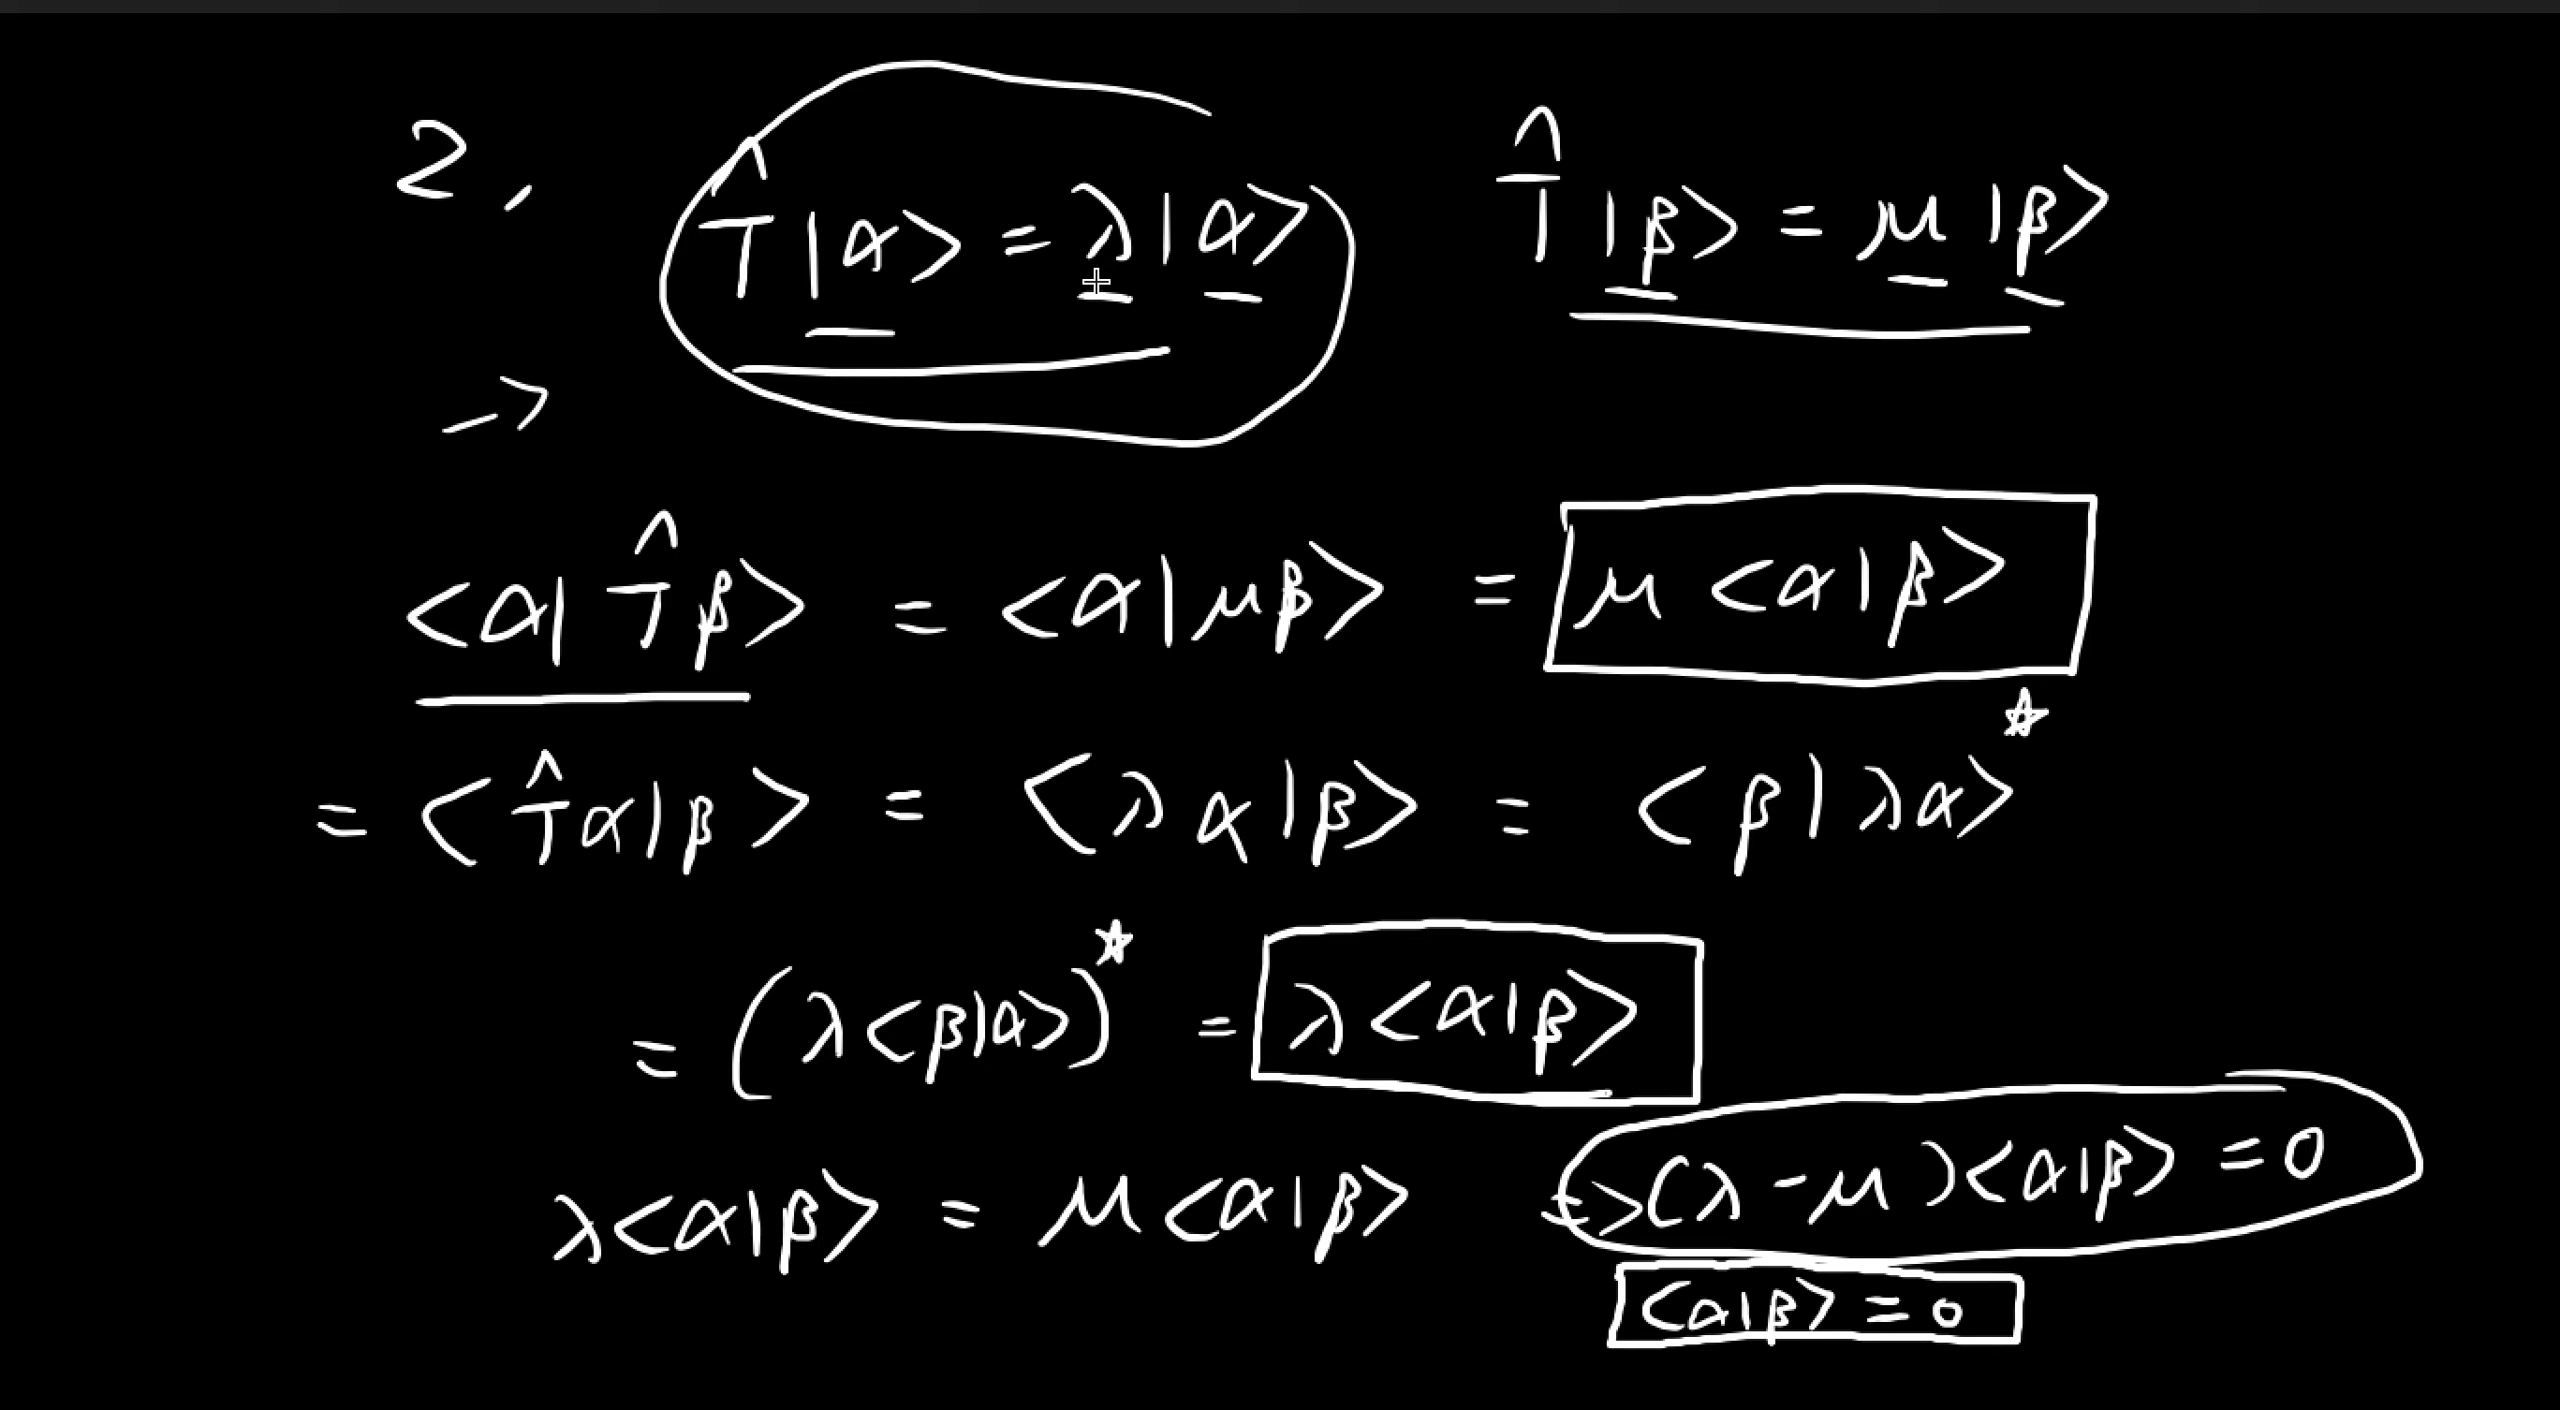 2, T̂|α> = λ|α> T̂|β> = μ|β>
->
<α|T̂β> = <α|μβ> = μ<α|β>
= <T̂α|β> = <λα|β> = <β|λα>*
= (λ<β|α>)* = λ<α|β>
λ<α|β> = μ<α|β> => (λ-μ)<α|β> = 0
<α|β> = 0